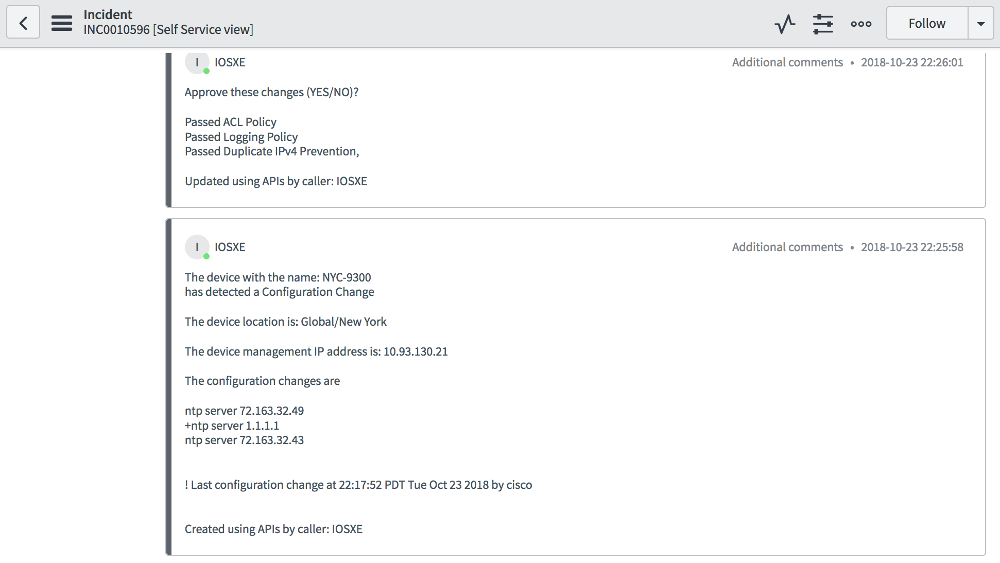 Incident
INC0010596 [Self Service view]
Follow
I IOSXE
Additional comments • 2018-10-23 22:26:01
Approve these changes (YES/NO)?
Passed ACL Policy
Passed Logging Policy
Passed Duplicate IPv4 Prevention,
Updated using APIs by caller: IOSXE
I IOSXE
Additional comments • 2018-10-23 22:25:58
The device with the name: NYC-9300
has detected a Configuration Change
The device location is: Global/New York
The device management IP address is: 10.93.130.21
The configuration changes are
ntp server 72.163.32.49
+ntp server 1.1.1.1
ntp server 72.163.32.43
! Last configuration change at 22:17:52 PDT Tue Oct 23 2018 by cisco
Created using APIs by caller: IOSXE